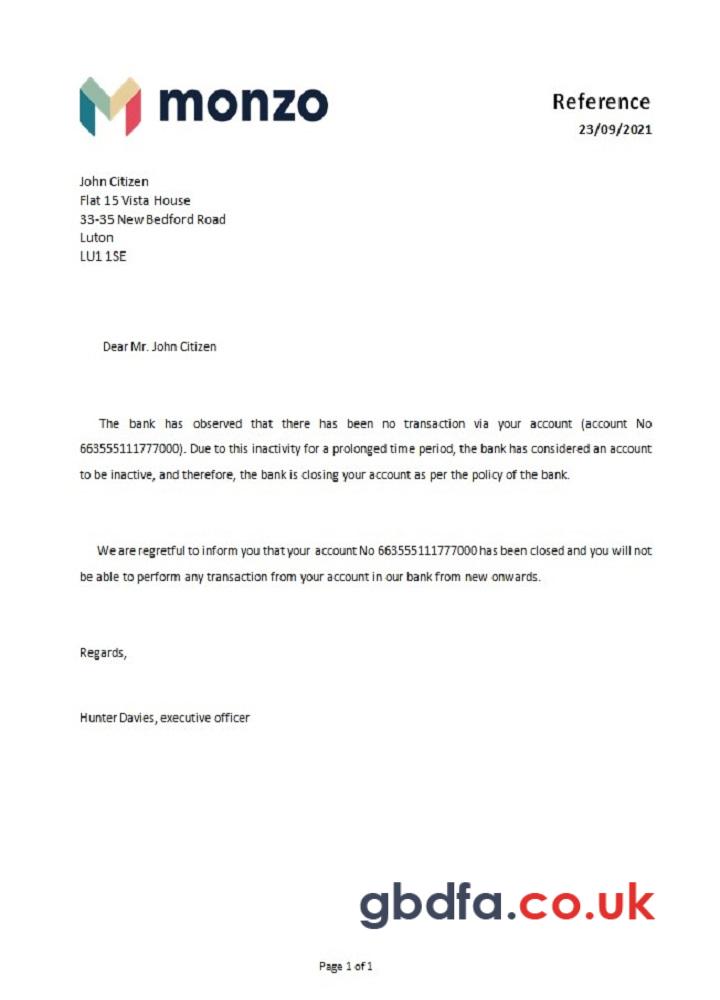 monzo
Reference
23/09/2021
John Citizen
Flat 15 Vista House
33-35 New Bedford Road
Luton
LU1 1SE
Dear Mr. John Citizen
The bank has observed that there has been no transaction via your account (account No
663555111777000). Due to this inactivity for a prolonged time period, the bank has considered an account
to be inactive, and therefore, the bank is closing your account as per the policy of the bank.
We are regretful to inform you that your account No 663555111777000 has been closed and you will not
be able to perform any transaction from your account in our bank from new onwards.
Regards,
Hunter Davies, executive officer
gbdfa.co.uk
Page 1 of 1